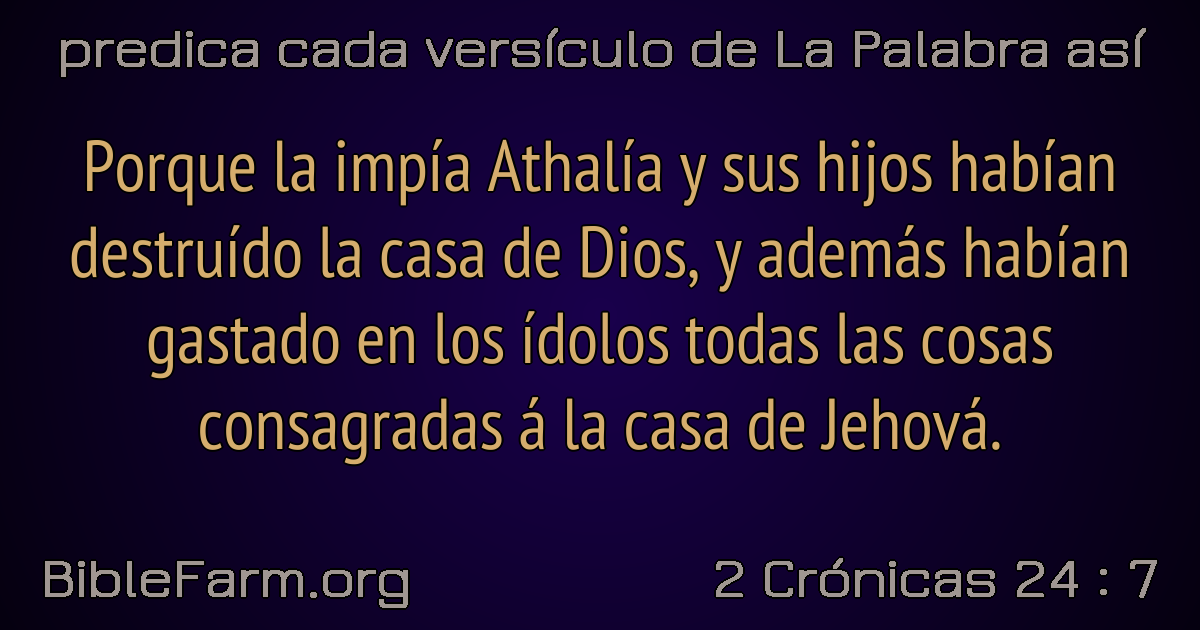 predica cada versículo de La Palabra así
Porque la impía Athalía y sus hijos habían
destruído la casa de Dios, y además habían
gastado en los ídolos todas las cosas
consagradas á la casa de Jehová.
BibleFarm.org
2 Crónicas 24 : 7